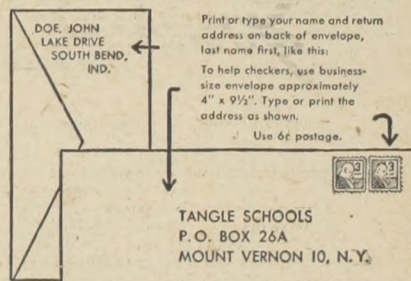 DOE, JOHN
LAKE DRIVE
SOUTH BEND,
IND.
Print or type your name and return
address on back of envelope,
last name first, like this:
To help checkers, use business-
size envelope approximately
4" x 9½". Type or print the
address as shown.
Use 6¢ postage.
3 3
TANGLE SCHOOLS
P. O. BOX 26A
MOUNT VERNON 10, N.Y.